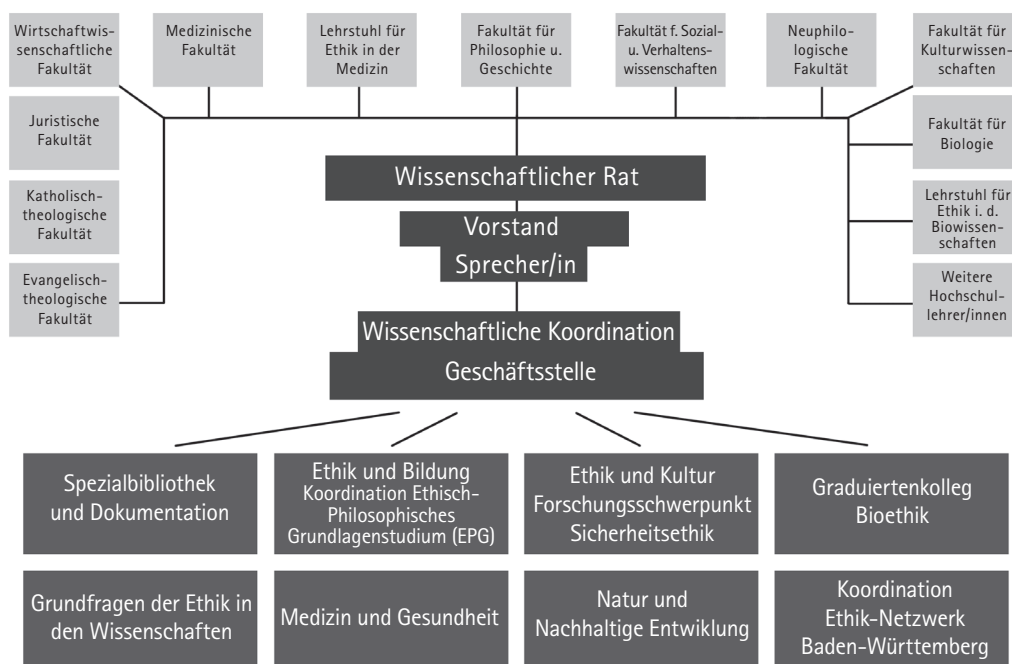 Wirtschaftwis-
senschaftliche
Fakultät
Medizinische
Fakultät
Lehrstuhl für
Ethik in der
Medizin
Fakultät für
Philosophie u.
Geschichte
Fakultät f. Sozial-
u. Verhaltens-
wissenschaften
Neuphilo-
logische
Fakultät
Fakultät für
Kulturwissen-
schaften
Juristische
Fakultät
Fakultät für
Biologie
Katholisch-
theologische
Fakultät
Lehrstuhl für
Ethik i. d.
Biowissen-
schaften
Evangelisch-
theologische
Fakultät
Weitere
Hochschul-
lehrer/innen
Wissenschaftlicher Rat
Vorstand
Sprecher/in
Wissenschaftliche Koordination
Geschäftsstelle
Spezialbibliothek
und Dokumentation
Ethik und Bildung
Koordination Ethisch-
Philosophisches
Grundlagenstudium (EPG)
Ethik und Kultur
Forschungsschwerpunkt
Sicherheitsethik
Graduiertenkolleg
Bioethik
Grundfragen der Ethik in
den Wissenschaften
Medizin und Gesundheit
Natur und
Nachhaltige Entwiklung
Koordination
Ethik-Netzwerk
Baden-Württemberg